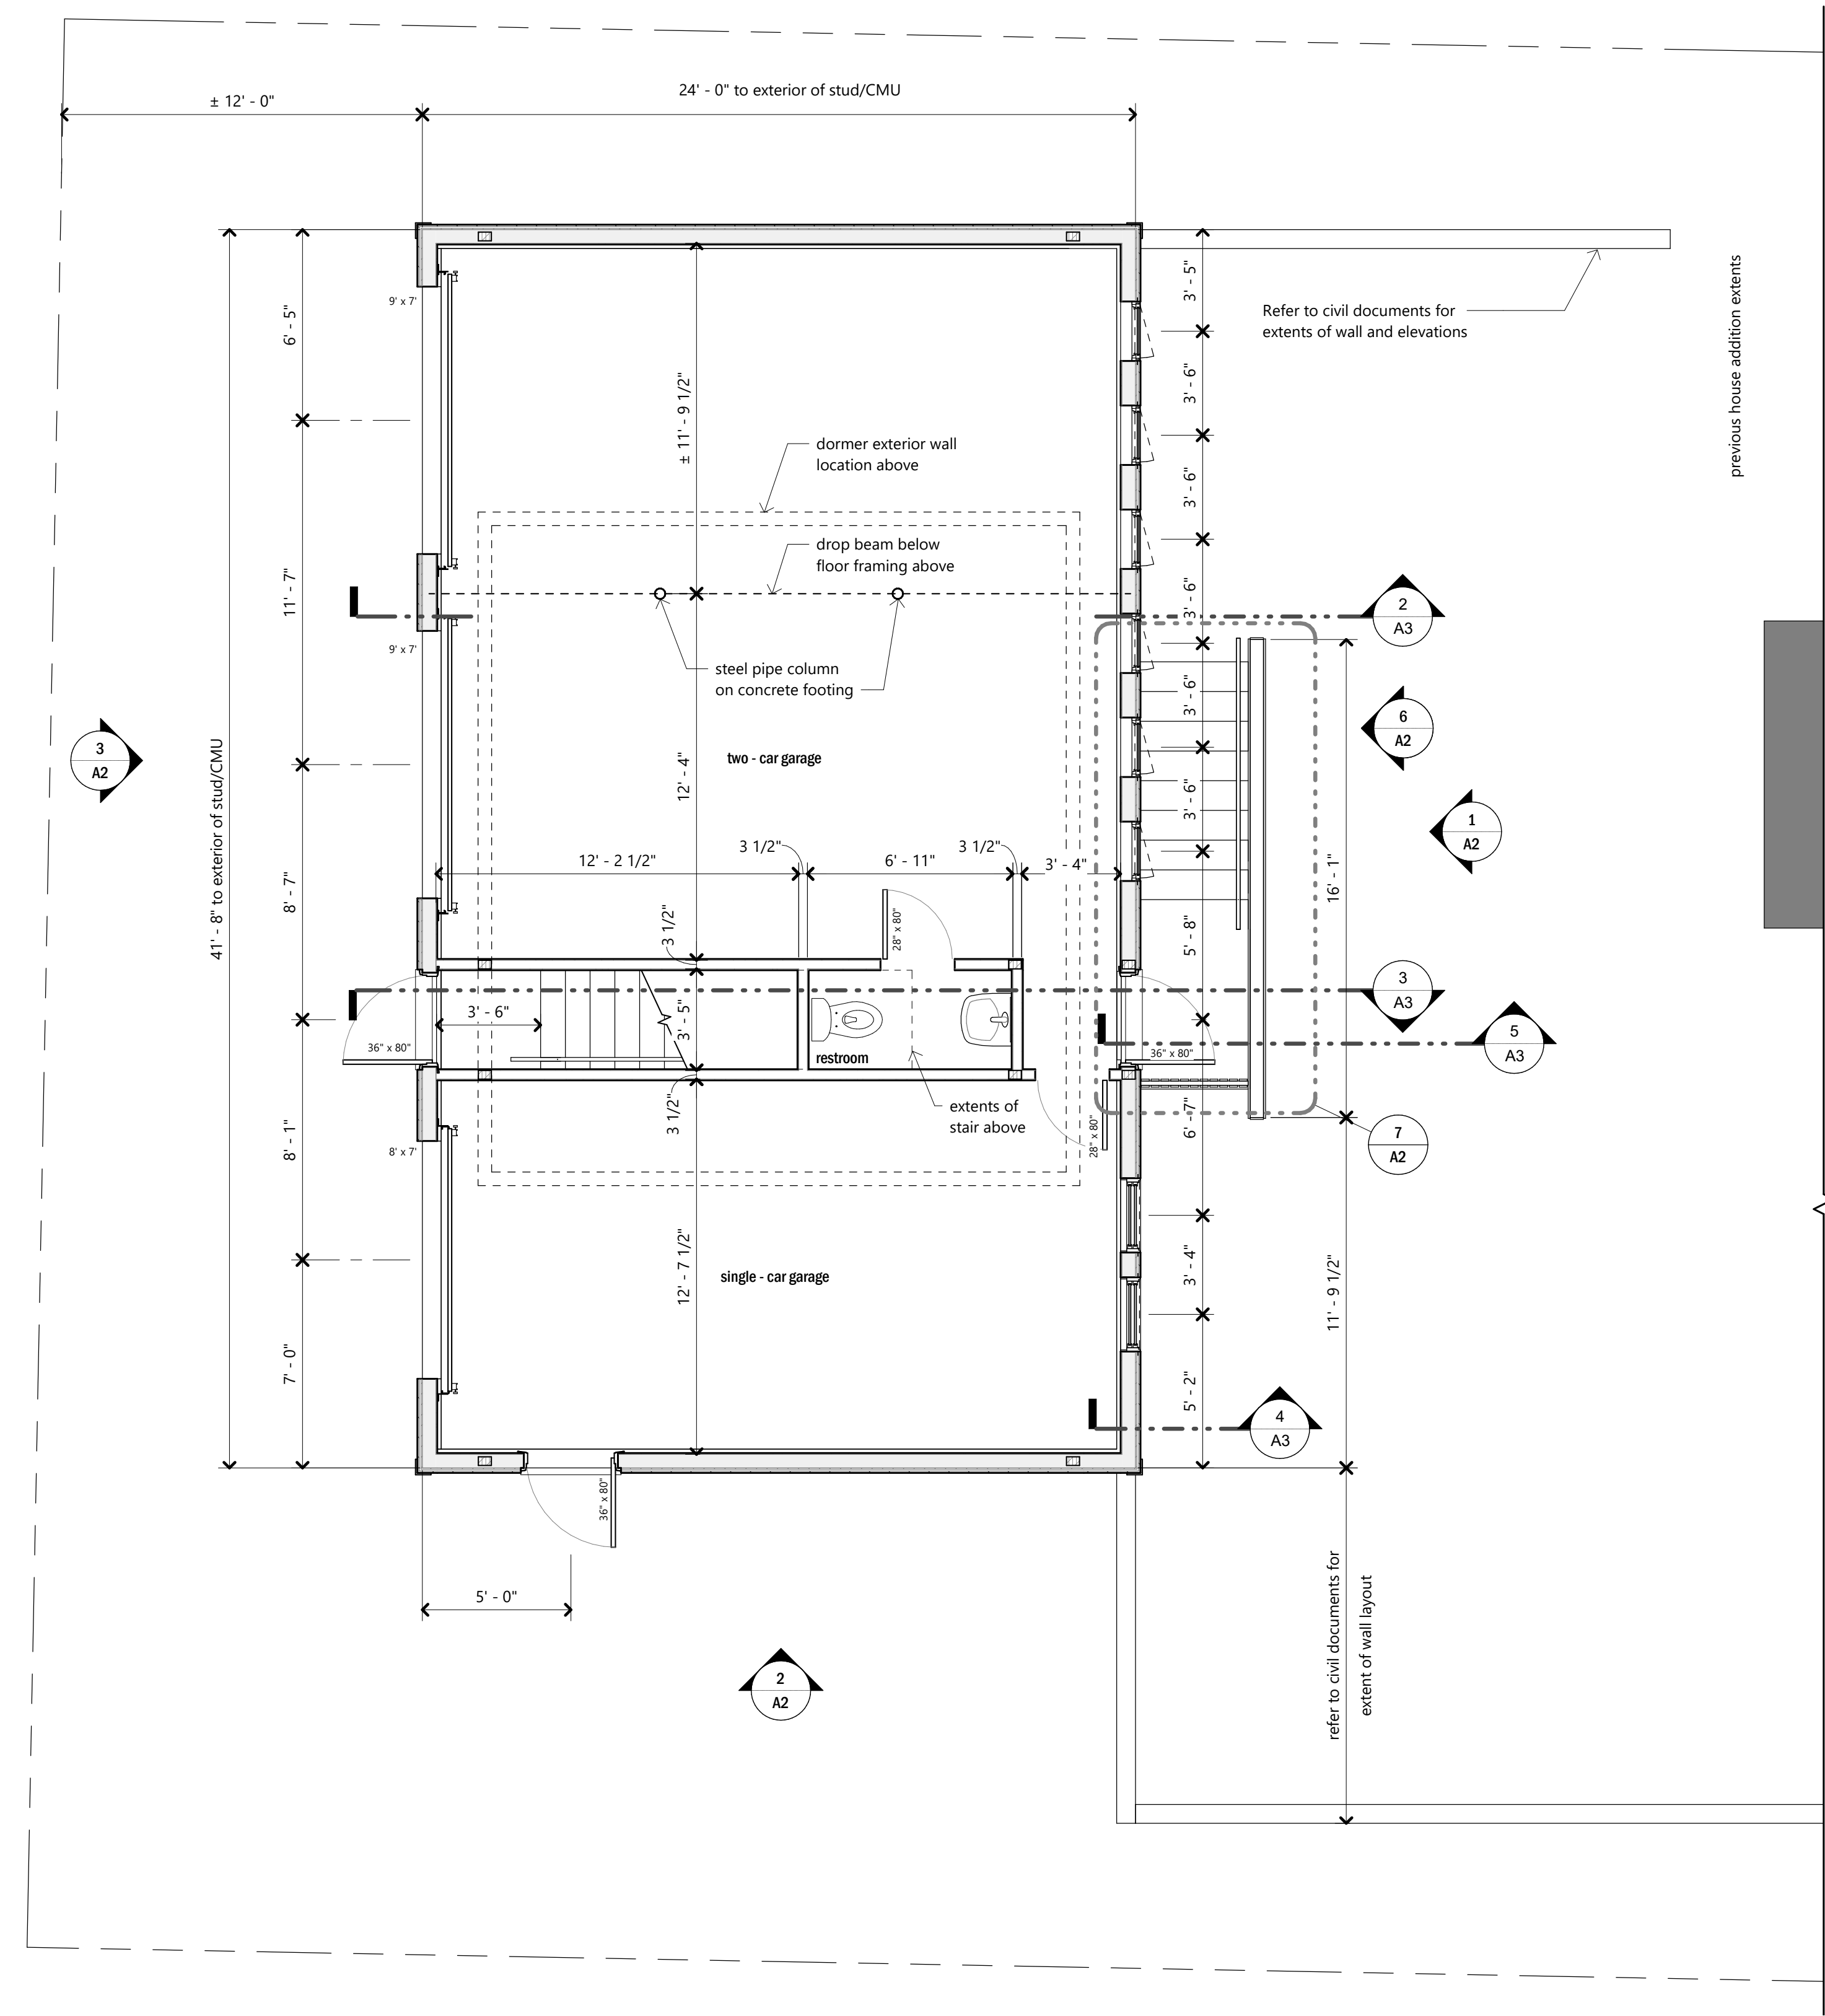 ± 12' - 0"
24' - 0" to exterior of stud/CMU
41' - 8" to exterior of stud/CMU
6' - 5"
11' - 7"
8' - 7"
8' - 1"
7' - 0"
9' x 7'
9' x 7'
8' x 7'
± 11' - 9 1/2"
12' - 4"
3 1/2"
3' - 5"
3 1/2"
12' - 7 1/2"
dormer exterior wall
location above
drop beam below
floor framing above
steel pipe column
on concrete footing
two - car garage
12' - 2 1/2"
3 1/2"
6' - 11"
3 1/2"
3' - 4"
28" x 80"
3' - 6"
36" x 80"
restroom
extents of
stair above
28" x 80"
36" x 80"
single - car garage
36" x 80"
5' - 0"
3' - 5"
3' - 6"
3' - 6"
3' - 6"
3' - 6"
3' - 6"
5' - 8"
6' - 7"
3' - 4"
5' - 2"
16' - 1"
11' - 9 1/2"
Refer to civil documents for
extents of wall and elevations
previous house addition extents
refer to civil documents for
extent of wall layout
3
A2
2
A3
6
A2
1
A2
3
A3
5
A3
7
A2
4
A3
2
A2